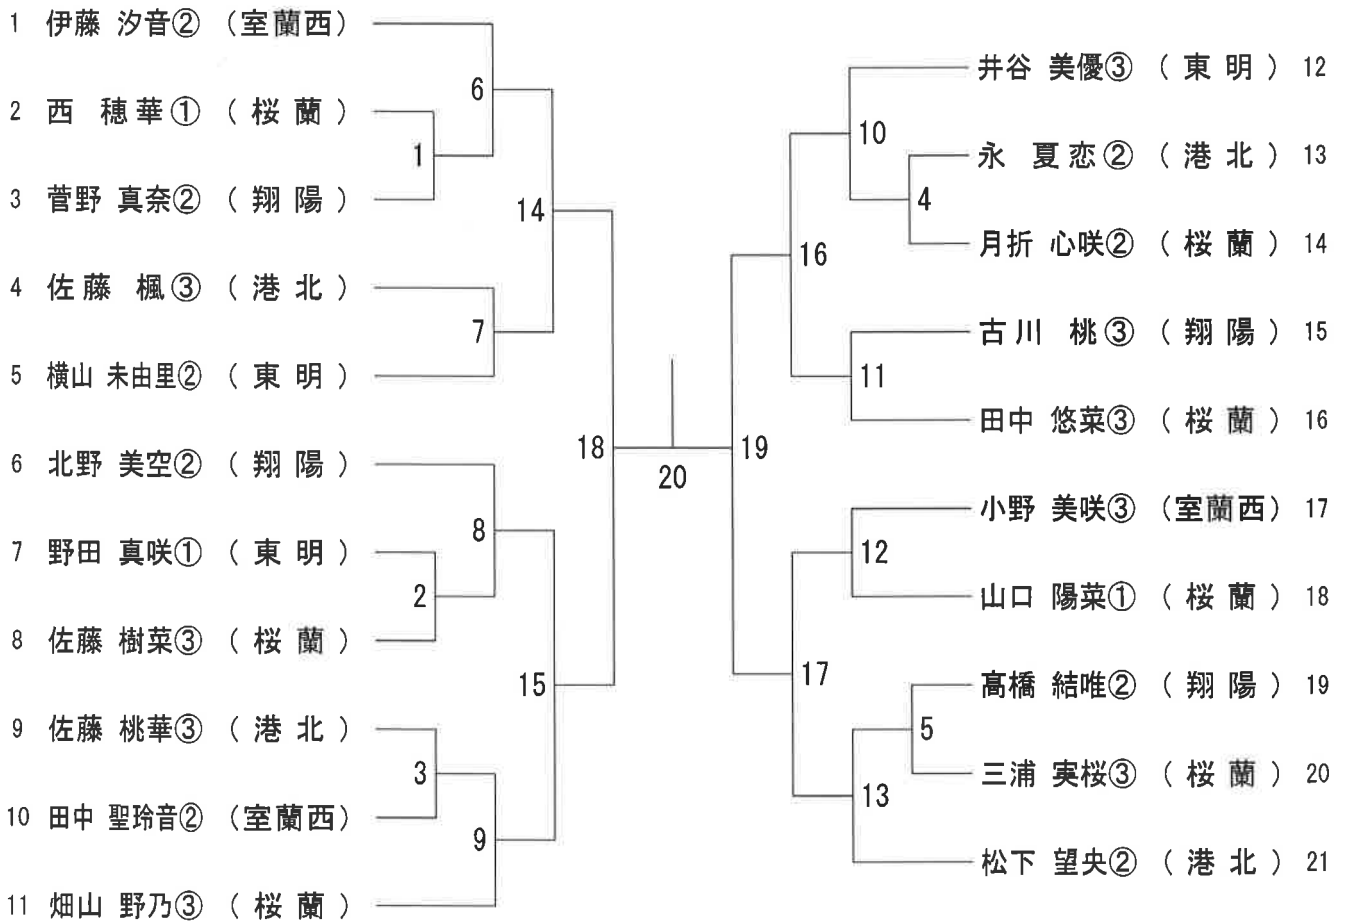 1 伊藤 汐音② (室蘭西)
2 西 穂華① (桜蘭)
3 菅野 真奈② (翔陽)
4 佐藤 楓③ (港北)
5 横山 未由里② (東明)
6 北野 美空② (翔陽)
7 野田 真咲① (東明)
8 佐藤 樹菜③ (桜蘭)
9 佐藤 桃華③ (港北)
10 田中 聖玲音② (室蘭西)
11 畑山 野乃③ (桜蘭)
1
2
3
6
7
8
9
14
15
18
20
19
16
17
10
11
12
13
4
5
井谷 美優③ (東明) 12
永 夏恋② (港北) 13
月折 心咲② (桜蘭) 14
古川 桃③ (翔陽) 15
田中 悠菜③ (桜蘭) 16
小野 美咲③ (室蘭西) 17
山口 陽菜① (桜蘭) 18
髙橋 結唯② (翔陽) 19
三浦 実桜③ (桜蘭) 20
松下 望央② (港北) 21